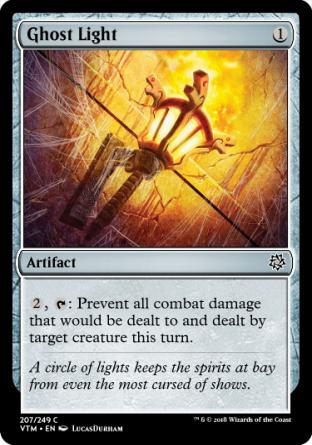 Ghost Light 1
Artifact
2, T: Prevent all combat damage
that would be dealt to and dealt by
target creature this turn.
A circle of lights keeps the spirits at bay
from even the most cursed of shows.
207/249 C
VTM • EN LucasDurham
™ & © 2018 Wizards of the Coast